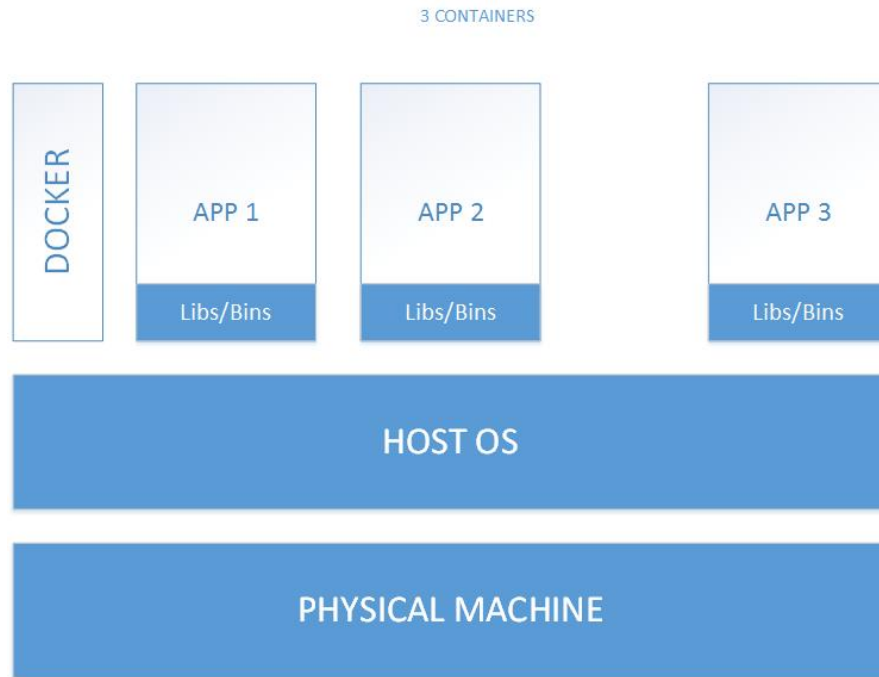 3 CONTAINERS
DOCKER
APP 1
APP 2
APP 3
Libs/Bins
Libs/Bins
Libs/Bins
HOST OS
PHYSICAL MACHINE